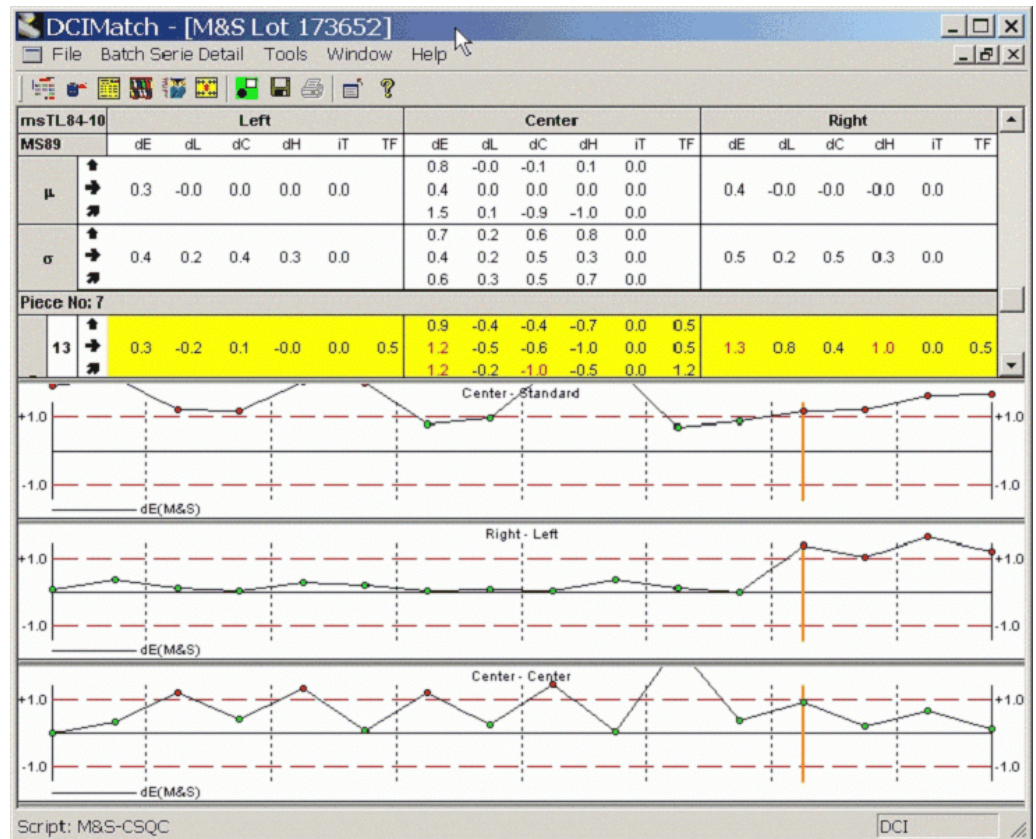 DCIMatch - [M&S Lot 173652]
File Batch Serie Detail Tools Window Help
msTL84-10 Left Center Right
MS89 dE dL dC dH iT TF dE dL dC dH iT TF dE dL dC dH iT TF
0.8 -0.0 -0.1 0.1 0.0
μ 0.3 -0.0 0.0 0.0 0.0 0.4 0.0 0.0 0.0 0.0 0.4 -0.0 -0.0 -0.0 0.0
1.5 0.1 -0.9 -1.0 0.0
0.7 0.2 0.6 0.8 0.0
σ 0.4 0.2 0.4 0.3 0.0 0.4 0.2 0.5 0.3 0.0 0.5 0.2 0.5 0.3 0.0
0.6 0.3 0.5 0.7 0.0
Piece No: 7
0.9 -0.4 -0.4 -0.7 0.0 0.5
13 0.3 -0.2 0.1 -0.0 0.0 0.5 1.2 -0.5 -0.6 -1.0 0.0 0.5 1.3 0.8 0.4 1.0 0.0 0.5
1.2 -0.2 -1.0 -0.5 0.0 1.2
Center - Standard
+1.0 +1.0
-1.0 -1.0
dE(M&S)
Right - Left
+1.0 +1.0
-1.0 -1.0
dE(M&S)
Center - Center
+1.0 +1.0
-1.0 -1.0
dE(M&S)
Script: M&S-CSQC DCI